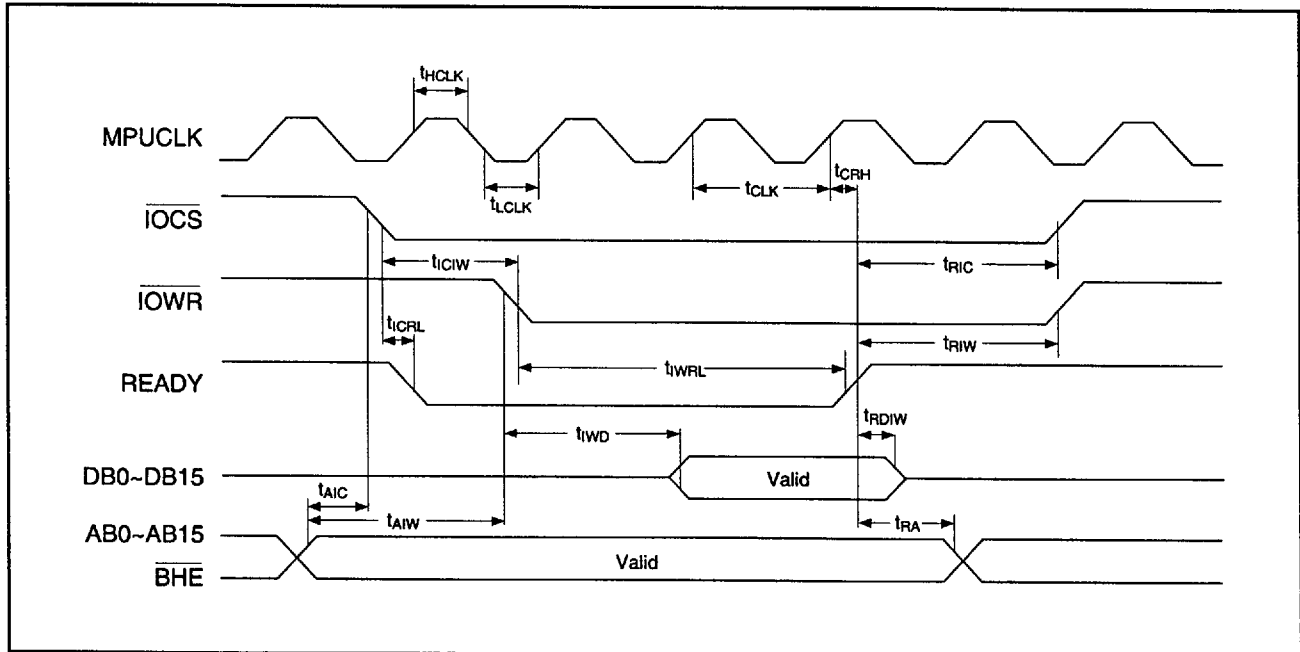 tHCLK
MPUCLK
tCRH
tLCLK
tCLK
IOCS
tICIW
tRIC
IOWR
tICRL
tRIW
tIWRL
READY
tRDIW
tIWD
DB0~DB15
Valid
tAIC
tAIW
tRA
AB0~AB15
Valid
BHE